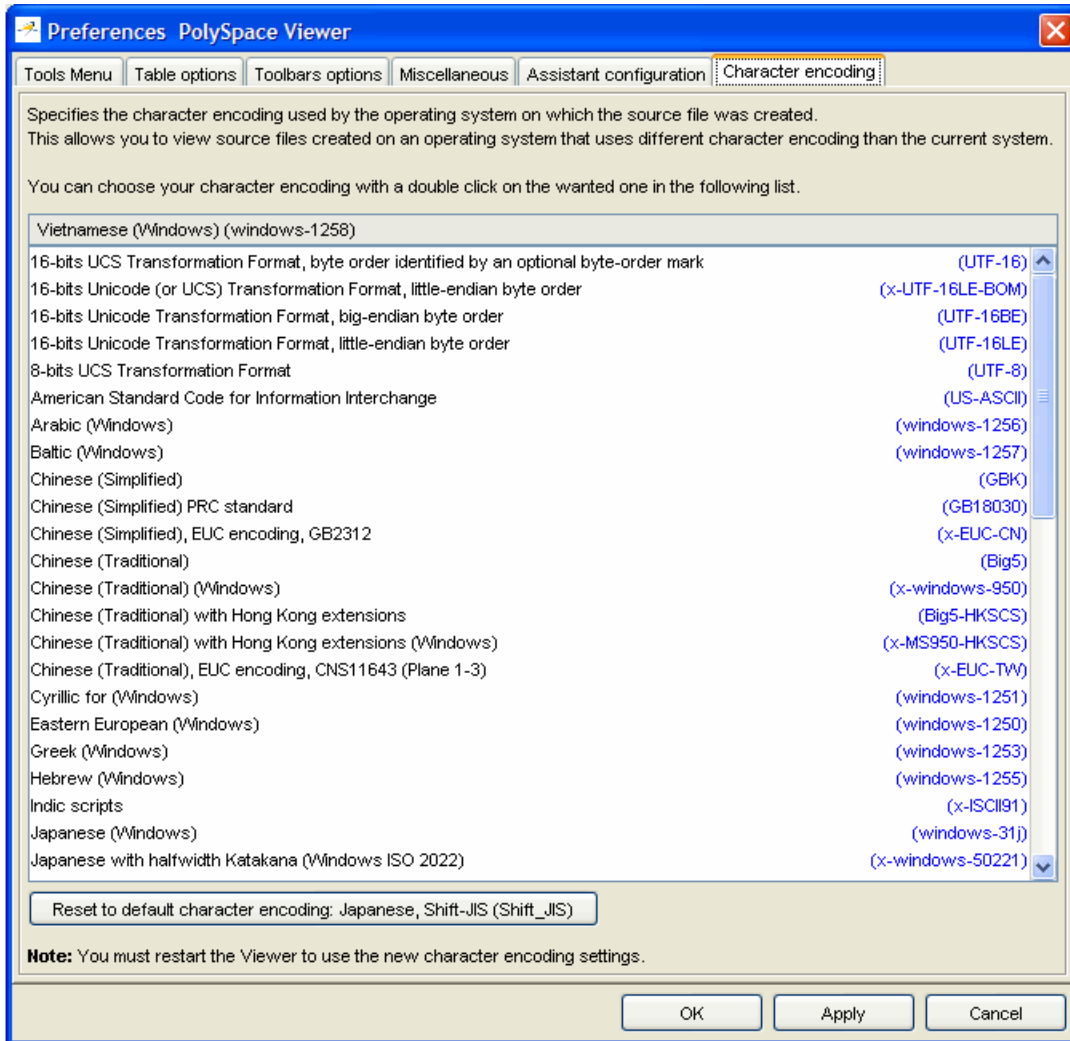 Preferences PolySpace Viewer
Tools Menu Table options Toolbars options Miscellaneous Assistant configuration Character encoding
Specifies the character encoding used by the operating system on which the source file was created.
This allows you to view source files created on an operating system that uses different character encoding than the current system.
You can choose your character encoding with a double click on the wanted one in the following list.
Vietnamese (Windows) (windows-1258)
16-bits UCS Transformation Format, byte order identified by an optional byte-order mark (UTF-16)
16-bits Unicode (or UCS) Transformation Format, little-endian byte order (x-UTF-16LE-BOM)
16-bits Unicode Transformation Format, big-endian byte order (UTF-16BE)
16-bits Unicode Transformation Format, little-endian byte order (UTF-16LE)
8-bits UCS Transformation Format (UTF-8)
American Standard Code for Information Interchange (US-ASCII)
Arabic (Windows) (windows-1256)
Baltic (Windows) (windows-1257)
Chinese (Simplified) (GBK)
Chinese (Simplified) PRC standard (GB18030)
Chinese (Simplified), EUC encoding, GB2312 (x-EUC-CN)
Chinese (Traditional) (Big5)
Chinese (Traditional) (Windows) (x-windows-950)
Chinese (Traditional) with Hong Kong extensions (Big5-HKSCS)
Chinese (Traditional) with Hong Kong extensions (Windows) (x-MS950-HKSCS)
Chinese (Traditional), EUC encoding, CNS11643 (Plane 1-3) (x-EUC-TW)
Cyrillic for (Windows) (windows-1251)
Eastern European (Windows) (windows-1250)
Greek (Windows) (windows-1253)
Hebrew (Windows) (windows-1255)
Indic scripts (x-ISCII91)
Japanese (Windows) (windows-31j)
Japanese with halfwidth Katakana (Windows ISO 2022) (x-windows-50221)
Reset to default character encoding: Japanese, Shift-JIS (Shift_JIS)
Note: You must restart the Viewer to use the new character encoding settings.
OK Apply Cancel